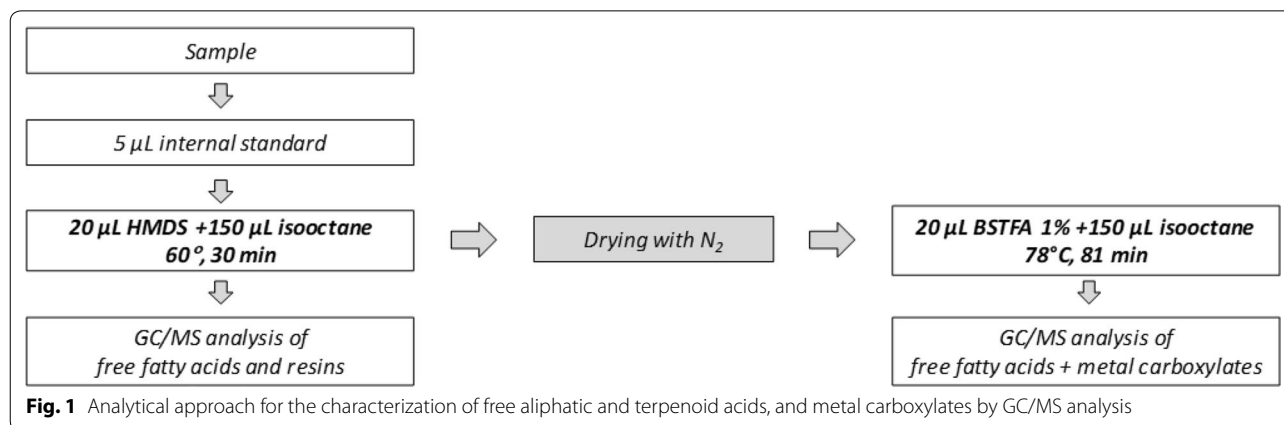 Sample
5 µL internal standard
20 µL HMDS +150 µL isooctane
60°, 30 min
GC/MS analysis of
free fatty acids and resins
Drying with N₂
20 µL BSTFA 1% +150 µL isooctane
78°C, 81 min
GC/MS analysis of
free fatty acids + metal carboxylates
Fig. 1 Analytical approach for the characterization of free aliphatic and terpenoid acids, and metal carboxylates by GC/MS analysis